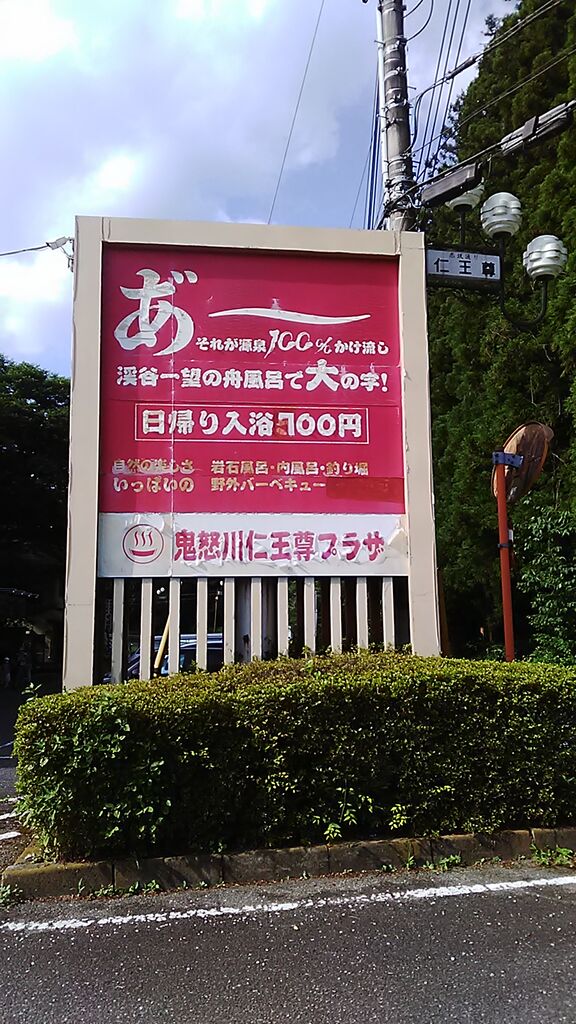 あ゛ー
それが源泉100%かけ流し
渓谷一望の舟風呂で大の字!
日帰り入浴700円
自然の楽しさ
いっぱいの
岩石風呂・内風呂・釣り堀
野外バーベキュー
鬼怒川仁王尊プラザ
仁王尊